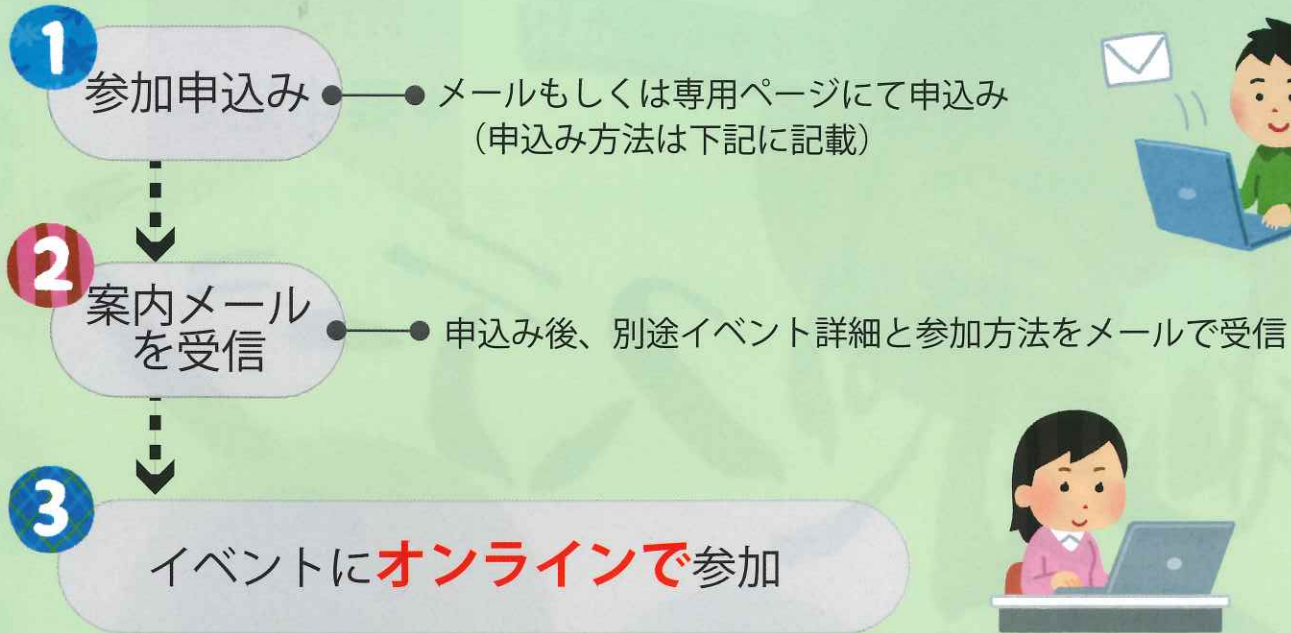 1
参加申込み
メールもしくは専用ページにて申込み
（申込み方法は下記に記載）
2
案内メール
を受信
申込み後、別途イベント詳細と参加方法をメールで受信
3
イベントにオンラインで参加